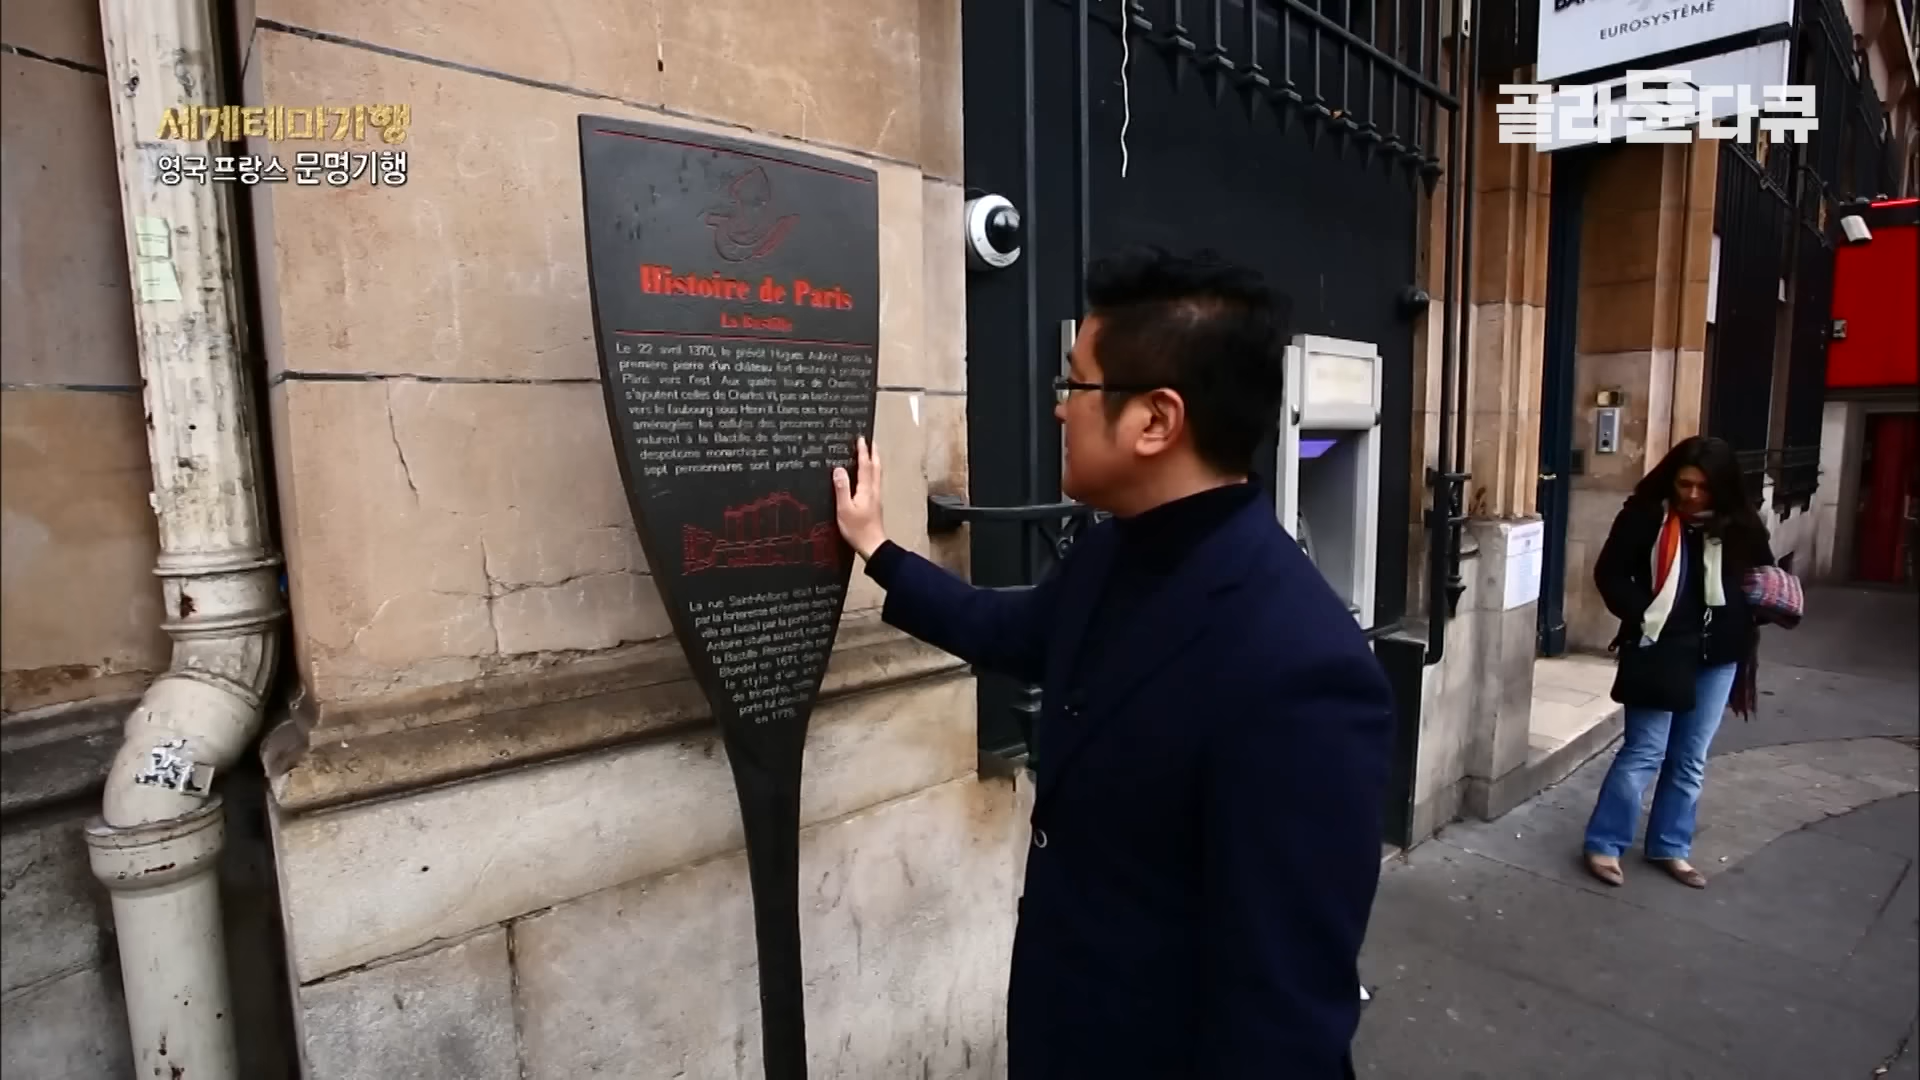 세계테마기행
영국 프랑스 문명기행
골라듄다큐
EUROSYSTÈME
Histoire de Paris
La Bastille
Le 22 avril 1370, le prévôt Hugues Aubriot pose la
première pierre d'un château fort destiné à protéger
Paris vers l'est. Aux quatre tours de Charles V,
s'ajoutent celles de Charles VI, puis un bastion orienté
vers le faubourg sous Henri II. Dans ces tours étaient
aménagées les cellules des prisonniers d'Etat qui
valurent à la Bastille de devenir le symbole
despotisme monarchique: le 14 juillet 1789,
sept pensionnaires sont portés en triomphe
La rue Saint-Antoine était barrée
par la forteresse et l'entrée dans la
ville se faisait par la porte Saint-
Antoine située au nord, rue de
la Bastille. Reconstruite par
Blondel en 1671, dans
le style d'un arc
de triomphe, cette
porte fut démolie
en 1778.